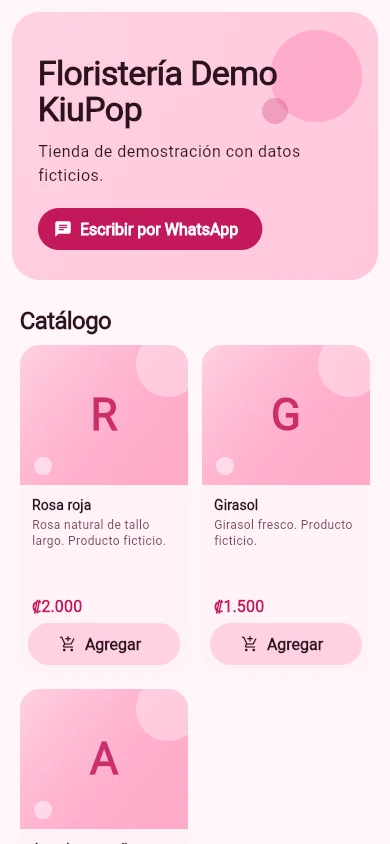 Floristería Demo
KiuPop
Tienda de demostración con datos
ficticios.
Escribir por WhatsApp
Catálogo
R
G
Rosa roja
Rosa natural de tallo
largo. Producto ficticio.
Girasol
Girasol fresco. Producto
ficticio.
₡2.000
₡1.500
Agregar
Agregar
A